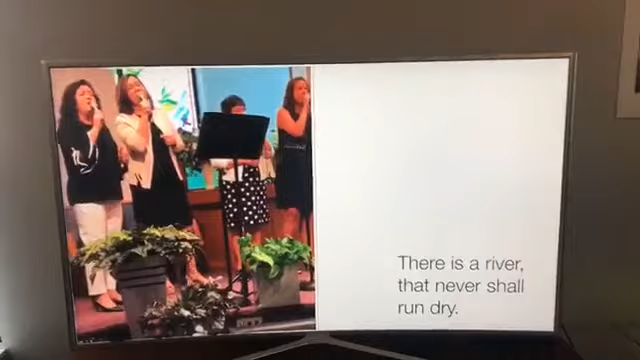 There is a river,
that never shall
run dry.